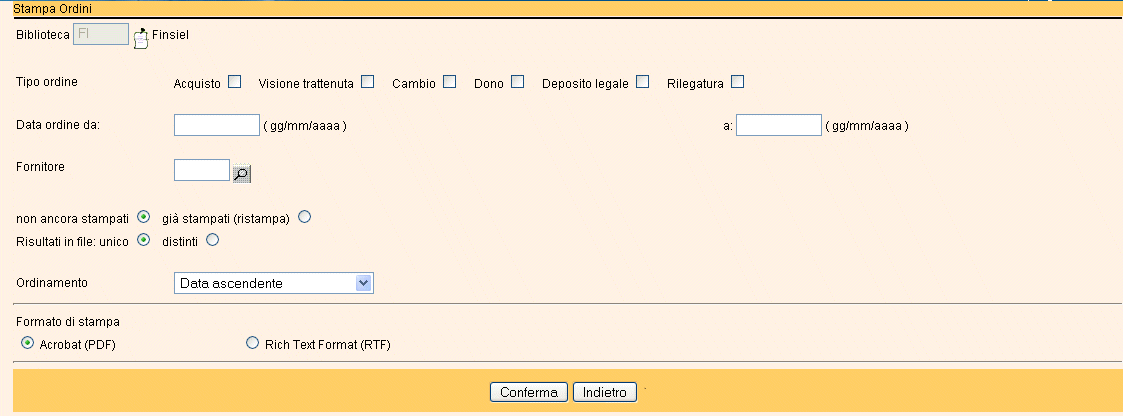 Stampa Ordini
Biblioteca FI Finsiel
Tipo ordine Acquisto Visione trattenuta Cambio Dono Deposito legale Rilegatura
Data ordine da: ( gg/mm/aaaa ) a: ( gg/mm/aaaa )
Fornitore
non ancora stampati già stampati (ristampa)
Risultati in file: unico distinti
Ordinamento Data ascendente
Formato di stampa
Acrobat (PDF) Rich Text Format (RTF)
Conferma Indietro